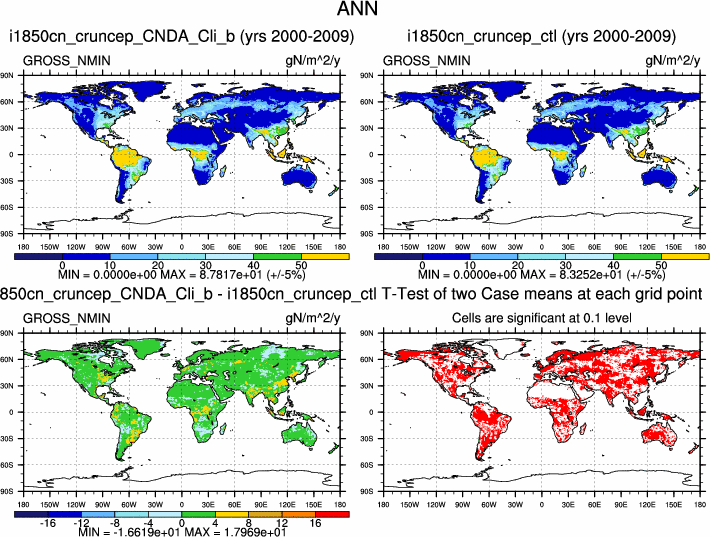 ANN
i1850cn_cruncep_CNDA_Cli_b (yrs 2000-2009)
GROSS_NMIN gN/m^2/y
90N
60N
30N
0
30S
60S
90S
180 150W 120W 90W 60W 30W 0 30E 60E 90E 120E 150E 180
0 10 20 30 40 50
MIN = 0.0000e+00 MAX = 8.7817e+01 (+/-5%)
i1850cn_cruncep_ctl (yrs 2000-2009)
GROSS_NMIN gN/m^2/y
90N
60N
30N
0
30S
60S
90S
180 150W 120W 90W 60W 30W 0 30E 60E 90E 120E 150E 180
0 10 20 30 40 50
MIN = 0.0000e+00 MAX = 8.3252e+01 (+/-5%)
850cn_cruncep_CNDA_Cli_b - i1850cn_cruncep_ctl
GROSS_NMIN gN/m^2/y
90N
60N
30N
0
30S
60S
90S
180 150W 120W 90W 60W 30W 0 30E 60E 90E 120E 150E 180
-16 -12 -8 -4 0 4 8 12 16
MIN = -1.6619e+01 MAX = 1.7969e+01
T-Test of two Case means at each grid point
Cells are significant at 0.1 level
90N
60N
30N
0
30S
60S
90S
180 150W 120W 90W 60W 30W 0 30E 60E 90E 120E 150E 180